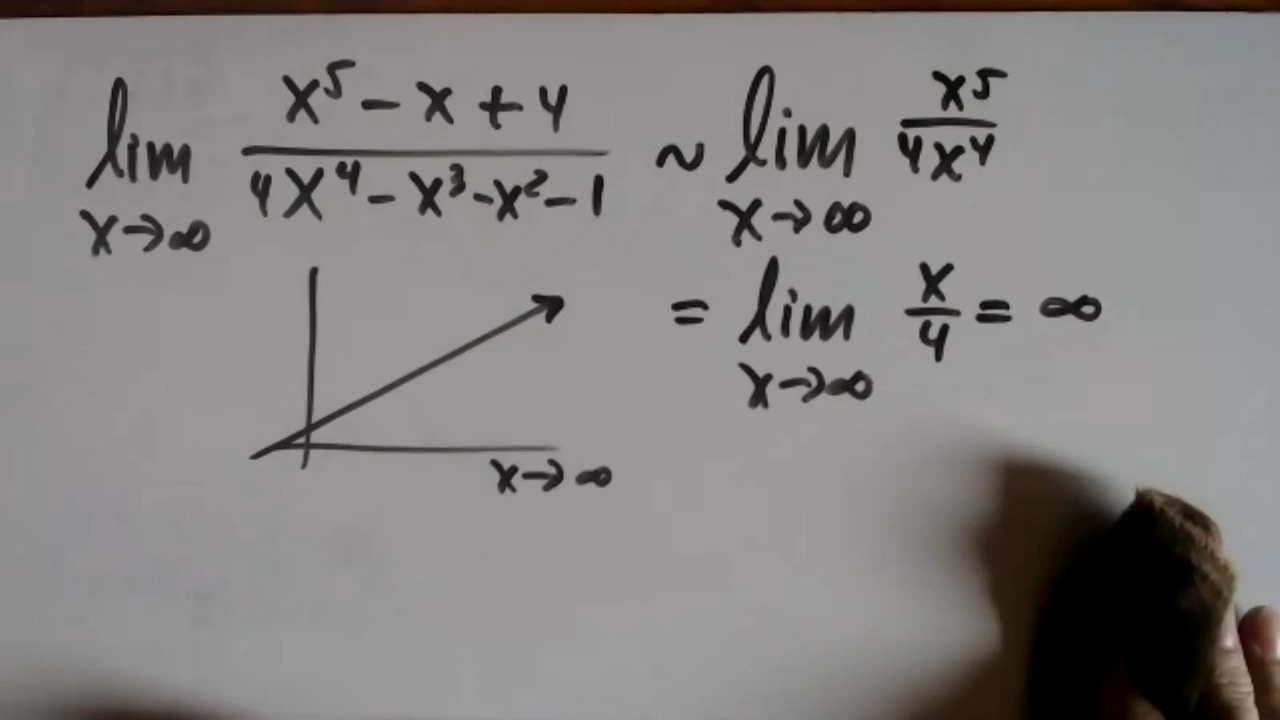 lim x→∞ (x⁵ - x + 4)/(4x⁴ - x³ - x² - 1) ~ lim x→∞ x⁵/4x⁴
= lim x→∞ x/4 = ∞
x→∞